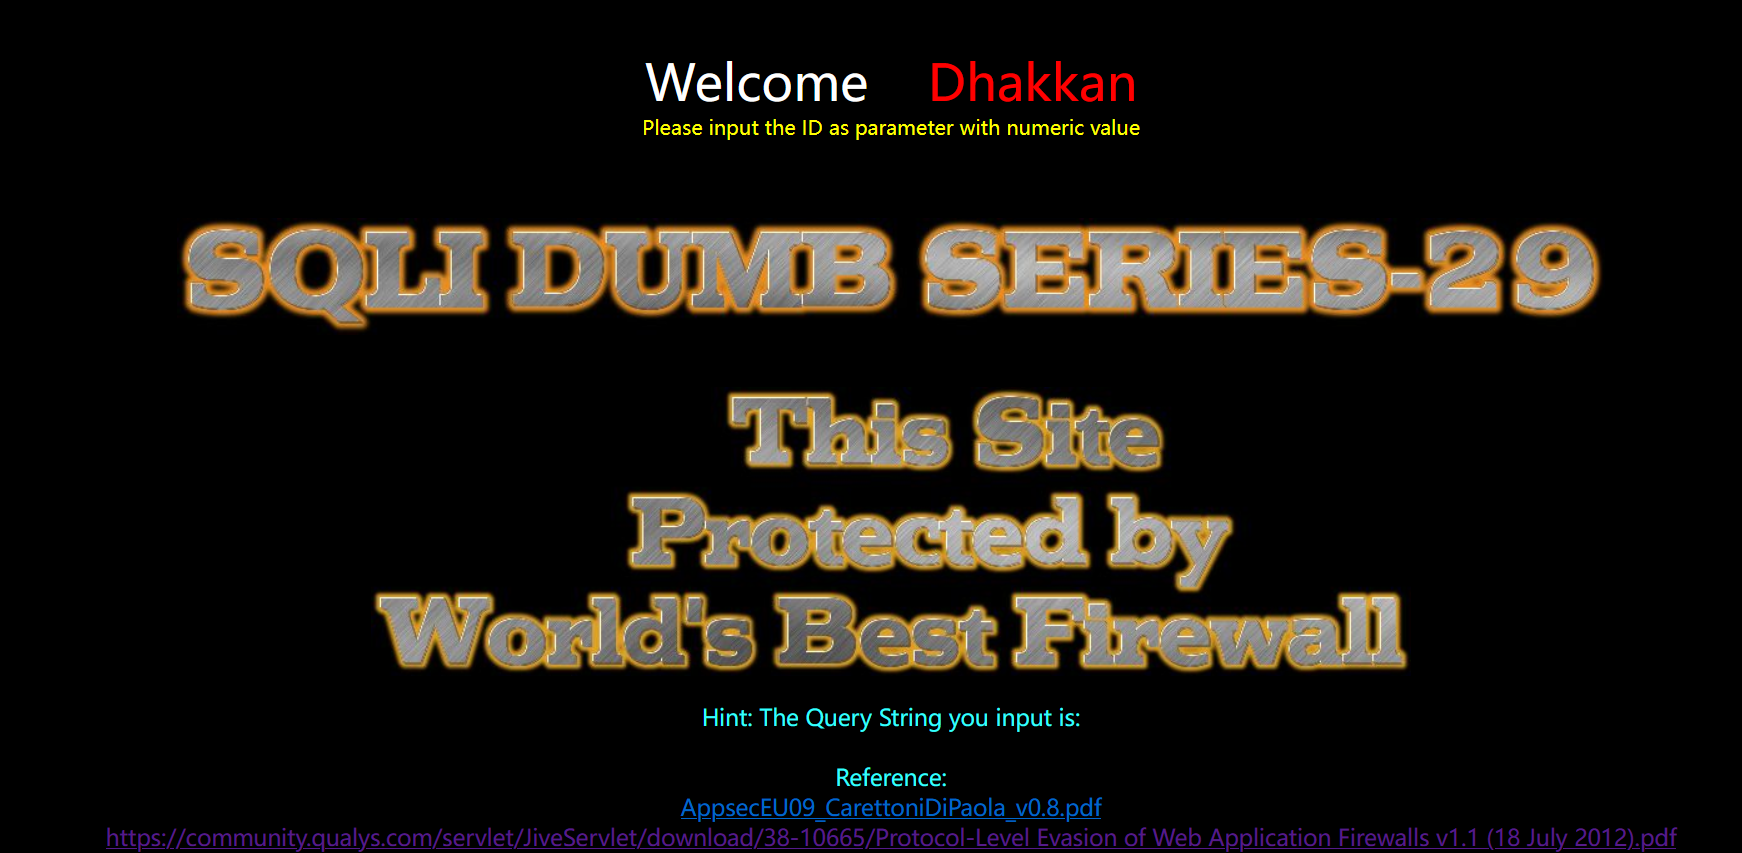 Welcome Dhakkan
Please input the ID as parameter with numeric value
SQLI DUMB SERIES-29
This Site
Protected by
World's Best Firewall
Hint: The Query String you input is:
Reference:
AppsecEU09_CarettoniDiPaola_v0.8.pdf
https://community.qualys.com/servlet/JiveServlet/download/38-10665/Protocol-Level Evasion of Web Application Firewalls v1.1 (18 July 2012).pdf